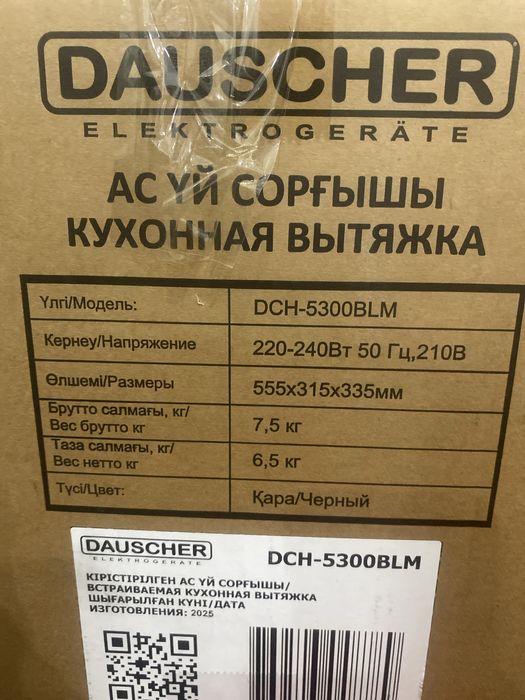 DAUSCHER
ELEKTROGERÄTE
АС ҮЙ СОРҒЫШЫ
КУХОННАЯ ВЫТЯЖКА
Үлгі/Модель: DCH-5300BLM
Кернеу/Напряжение 220-240Вт 50 Гц,210В
Өлшемі/Размеры 555х315х335мм
Брутто салмағы, кг/
Вес брутто кг 7,5 кг
Таза салмағы, кг/
Вес нетто кг 6,5 кг
Түсі/Цвет: Қара/Черный
DAUSCHER
ELEKTROGERÄTE
DCH-5300BLM
КІРІСТІРІЛГЕН АС ҮЙ СОРҒЫШЫ/
ВСТРАИВАЕМАЯ КУХОННАЯ ВЫТЯЖКА
ШЫҒАРЫЛҒАН КҮНІ/ДАТА
ИЗГОТОВЛЕНИЯ: 2025